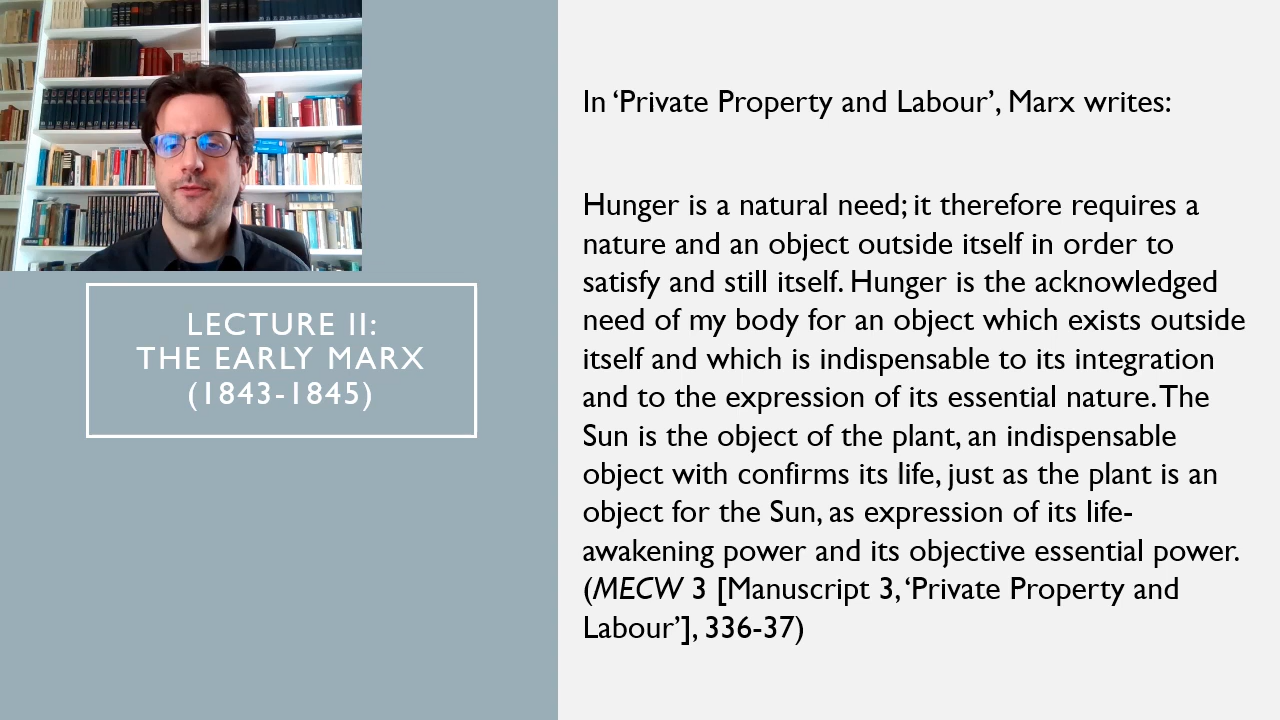 LECTURE II:
THE EARLY MARX
(1843-1845)
In ‘Private Property and Labour’, Marx writes:
Hunger is a natural need; it therefore requires a
nature and an object outside itself in order to
satisfy and still itself. Hunger is the acknowledged
need of my body for an object which exists outside
itself and which is indispensable to its integration
and to the expression of its essential nature. The
Sun is the object of the plant, an indispensable
object with confirms its life, just as the plant is an
object for the Sun, as expression of its life-
awakening power and its objective essential power.
(MECW 3 [Manuscript 3, ‘Private Property and
Labour’], 336-37)